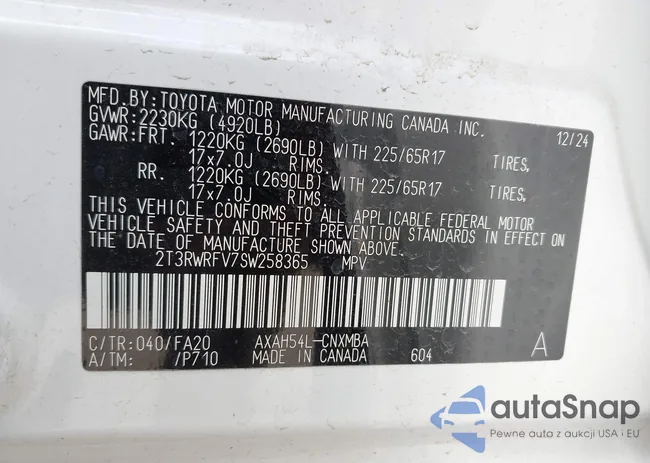 MFD. BY: TOYOTA MOTOR MANUFACTURING CANADA INC.
GVWR: 2230KG (4920LB) 12/24
GAWR: FRT. 1220KG (2690LB) WITH 225/65R17 TIRES,
17x7.0J RIMS.
RR. 1220KG (2690LB) WITH 225/65R17 TIRES,
17x7.0J RIMS.
THIS VEHICLE CONFORMS TO ALL APPLICABLE FEDERAL MOTOR
VEHICLE SAFETY AND THEFT PREVENTION STANDARDS IN EFFECT ON
THE DATE OF MANUFACTURE SHOWN ABOVE.
2T3RWRFV7SW258365 MPV
C/TR: 040/FA20 AXAH54L-CNXMBA A
A/TM: /P710 MADE IN CANADA 604
autaSnap
Pewne auta z aukcji USA i EU